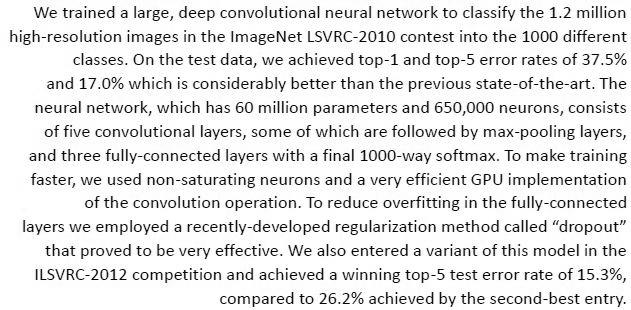 We trained a large, deep convolutional neural network to classify the 1.2 million
high-resolution images in the ImageNet LSVRC-2010 contest into the 1000 different
classes. On the test data, we achieved top-1 and top-5 error rates of 37.5%
and 17.0% which is considerably better than the previous state-of-the-art. The
neural network, which has 60 million parameters and 650,000 neurons, consists
of five convolutional layers, some of which are followed by max-pooling layers,
and three fully-connected layers with a final 1000-way softmax. To make training
faster, we used non-saturating neurons and a very efficient GPU implementation
of the convolution operation. To reduce overfitting in the fully-connected
layers we employed a recently-developed regularization method called “dropout”
that proved to be very effective. We also entered a variant of this model in the
ILSVRC-2012 competition and achieved a winning top-5 test error rate of 15.3%,
compared to 26.2% achieved by the second-best entry.